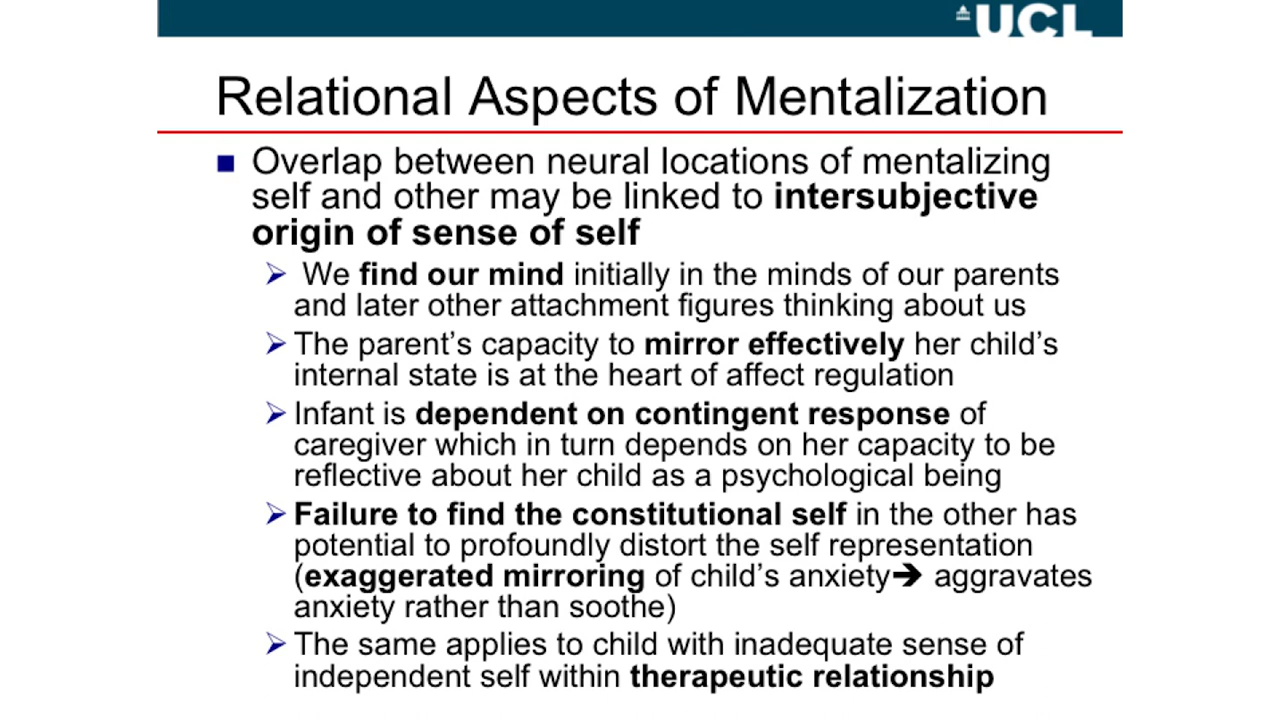 UCL
Relational Aspects of Mentalization
■ Overlap between neural locations of mentalizing
self and other may be linked to intersubjective
origin of sense of self
➢ We find our mind initially in the minds of our parents
and later other attachment figures thinking about us
➢ The parent’s capacity to mirror effectively her child’s
internal state is at the heart of affect regulation
➢ Infant is dependent on contingent response of
caregiver which in turn depends on her capacity to be
reflective about her child as a psychological being
➢ Failure to find the constitutional self in the other has
potential to profoundly distort the self representation
(exaggerated mirroring of child’s anxiety➔ aggravates
anxiety rather than soothe)
➢ The same applies to child with inadequate sense of
independent self within therapeutic relationship